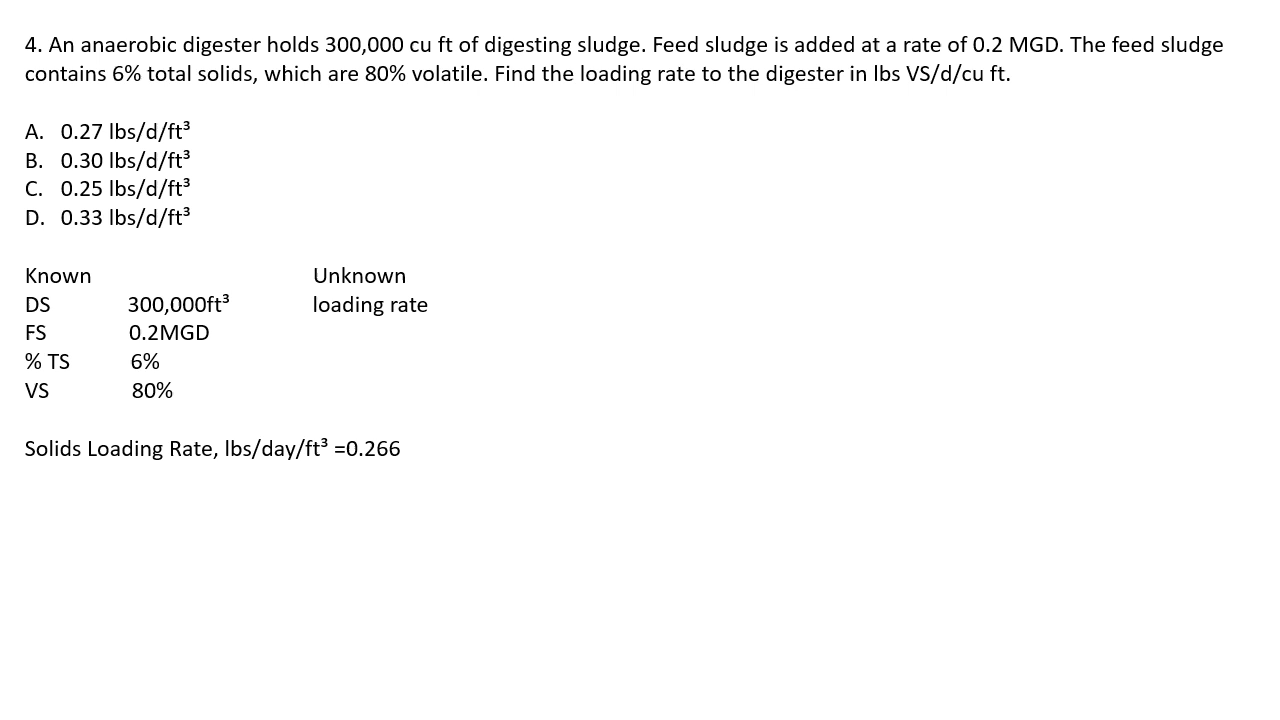 4. An anaerobic digester holds 300,000 cu ft of digesting sludge. Feed sludge is added at a rate of 0.2 MGD. The feed sludge
contains 6% total solids, which are 80% volatile. Find the loading rate to the digester in lbs VS/d/cu ft.
A. 0.27 lbs/d/ft³
B. 0.30 lbs/d/ft³
C. 0.25 lbs/d/ft³
D. 0.33 lbs/d/ft³
Known Unknown
DS 300,000ft³ loading rate
FS 0.2MGD
% TS 6%
VS 80%
Solids Loading Rate, lbs/day/ft³ =0.266